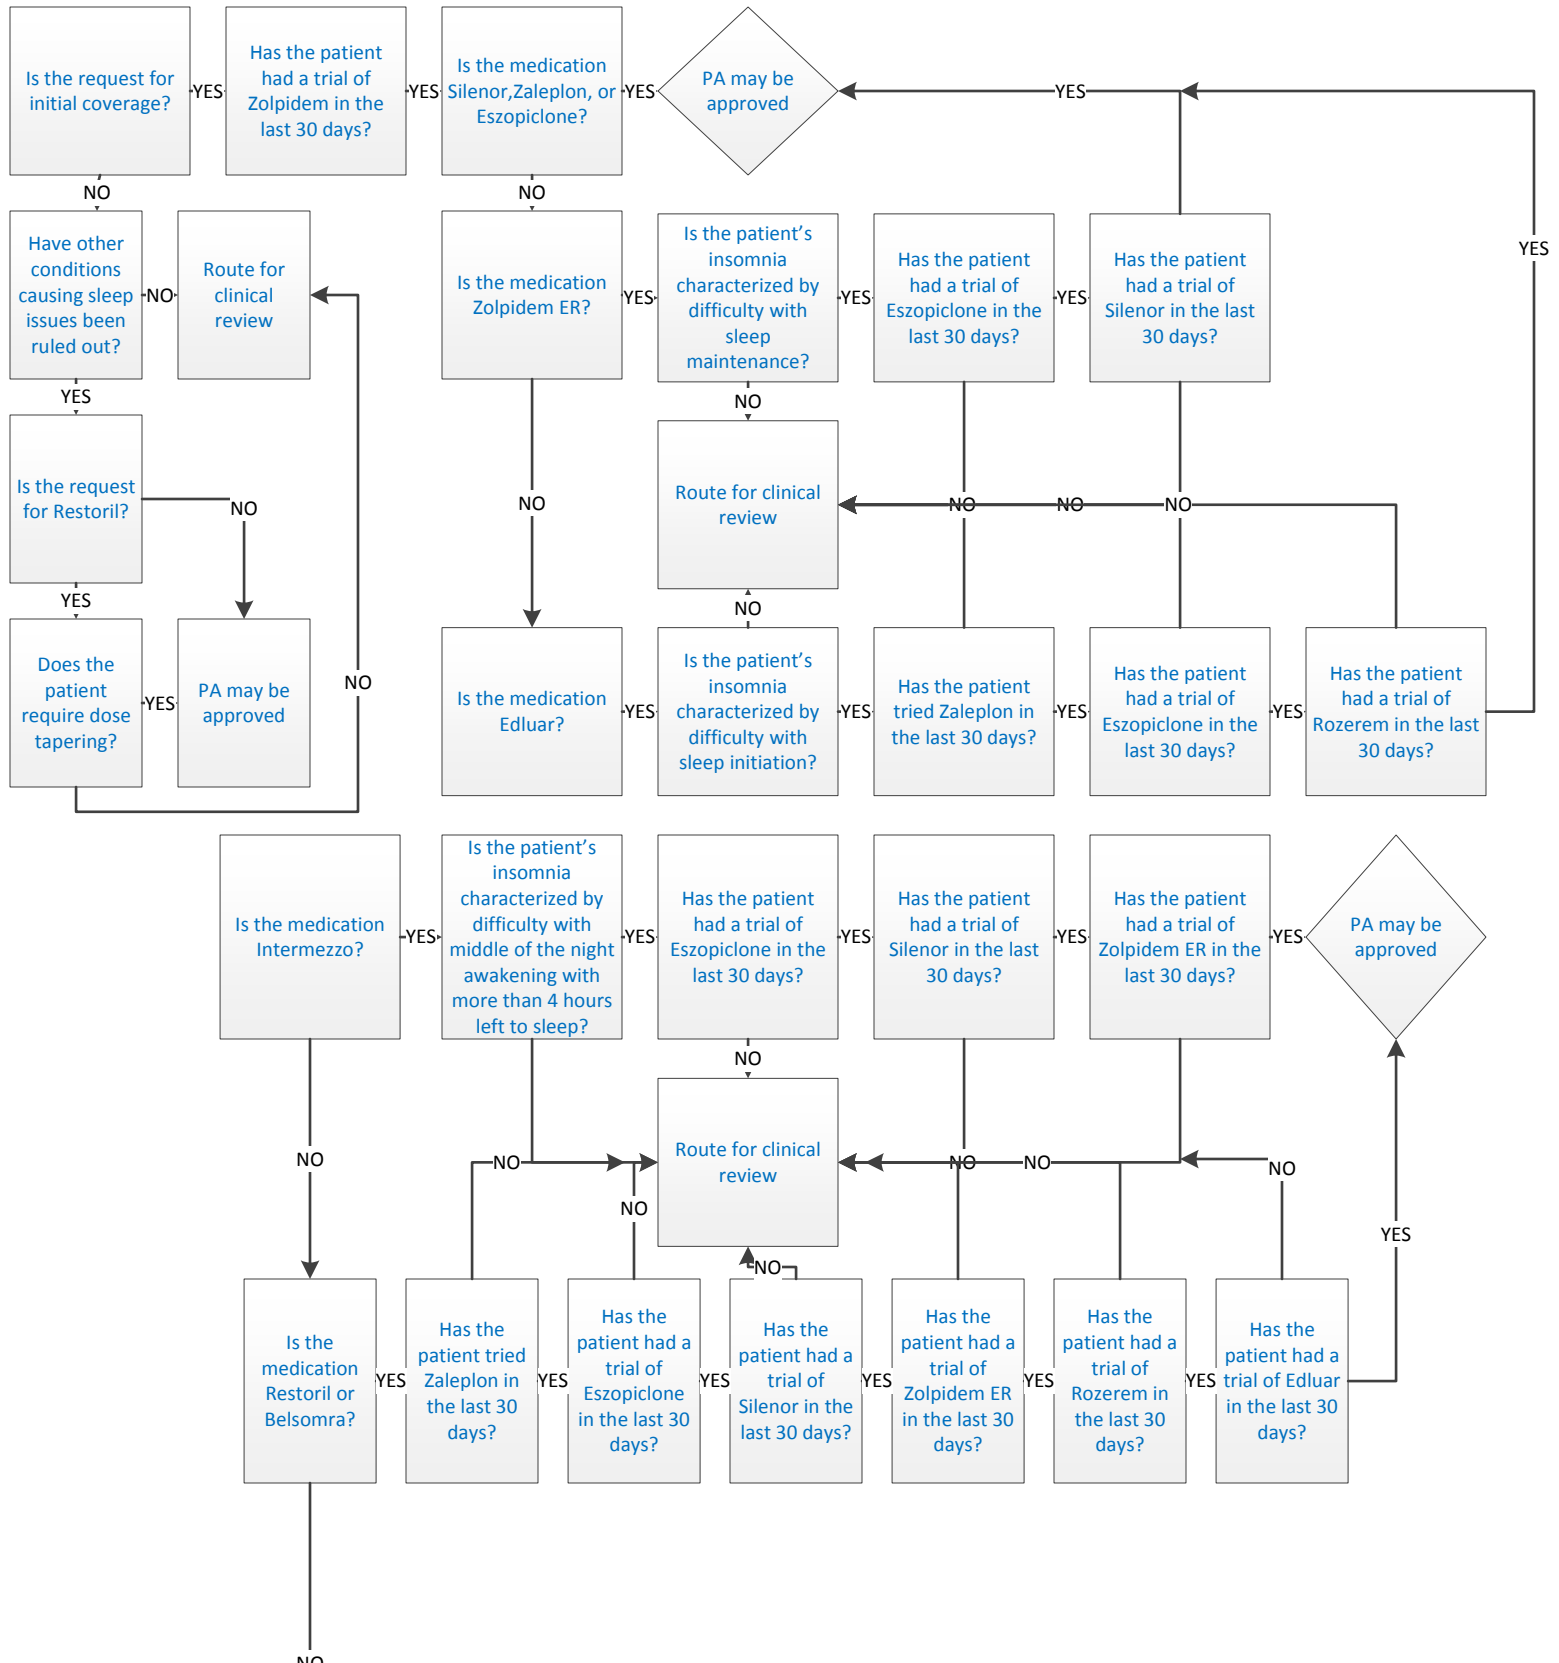 Is the request for
initial coverage?
YES
Has the patient
had a trial of
Zolpidem in the
last 30 days?
YES
Is the medication
Silenor,Zaleplon, or
Eszopiclone?
YES
PA may be
approved
YES
NO
NO
Have other
conditions
causing sleep
issues been
ruled out?
NO
Route for
clinical
review
Is the medication
Zolpidem ER?
YES
Is the patient's
insomnia
characterized by
difficulty with
sleep
maintenance?
YES
Has the patient
had a trial of
Eszopiclone in the
last 30 days?
YES
Has the patient
had a trial of
Silenor in the last
30 days?
YES
YES
NO
Is the request
for Restoril?
NO
NO
Route for clinical
review
NO
NO
NO
YES
NO
Does the
patient
require dose
tapering?
YES
PA may be
approved
NO
Is the medication
Edluar?
YES
Is the patient's
insomnia
characterized by
difficulty with
sleep initiation?
YES
Has the patient
tried Zaleplon in
the last 30 days?
YES
Has the patient
had a trial of
Eszopiclone in the
last 30 days?
YES
Has the patient
had a trial of
Rozerem in the last
30 days?
Is the medication
Intermezzo?
YES
Is the patient's
insomnia
characterized by
difficulty with
middle of the night
awakening with
more than 4 hours
left to sleep?
YES
Has the patient
had a trial of
Eszopiclone in the
last 30 days?
YES
Has the patient
had a trial of
Silenor in the last
30 days?
YES
Has the patient
had a trial of
Zolpidem ER in the
last 30 days?
YES
PA may be
approved
NO
NO
NO
NO
Route for clinical
review
NO
NO
NO
YES
NO
Is the
medication
Restoril or
Belsomra?
YES
Has the
patient tried
Zaleplon in
the last 30
days?
YES
Has the
patient had a
trial of
Eszopiclone
in the last 30
days?
YES
Has the
patient had a
trial of
Silenor in the
last 30 days?
YES
Has the
patient had a
trial of
Zolpidem ER
in the last 30
days?
YES
Has the
patient had a
trial of
Rozerem in
the last 30
days?
YES
Has the
patient had a
trial of Edluar
in the last 30
days?
NO